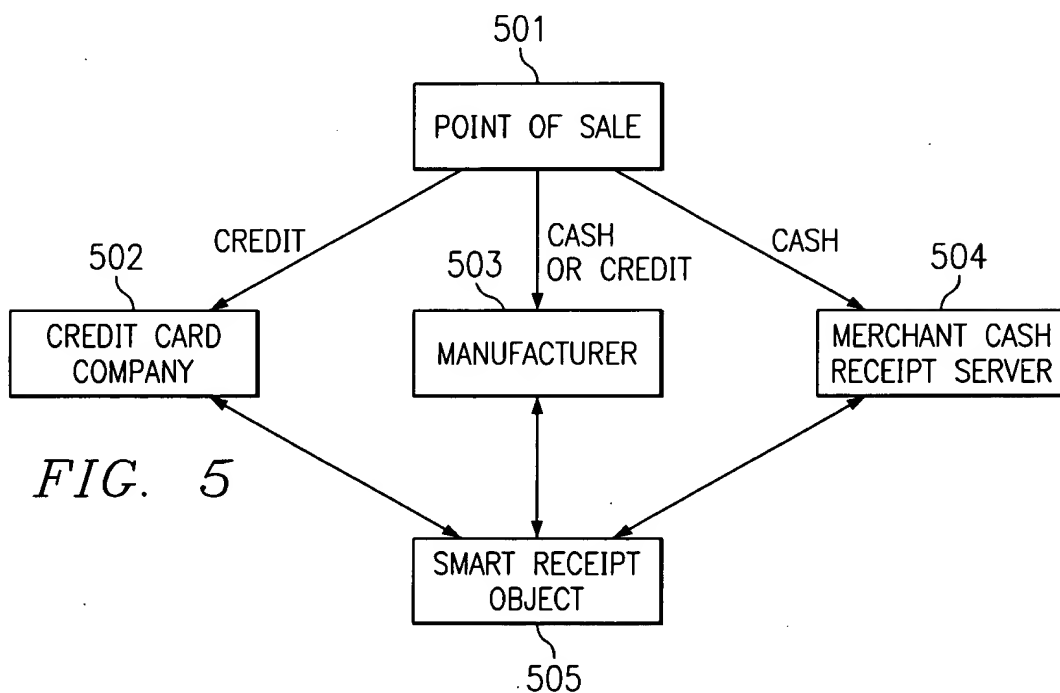 501
POINT OF SALE
CREDIT
CASH
OR CREDIT
CASH
502
503
504
CREDIT CARD
COMPANY
MANUFACTURER
MERCHANT CASH
RECEIPT SERVER
FIG. 5
SMART RECEIPT
OBJECT
505